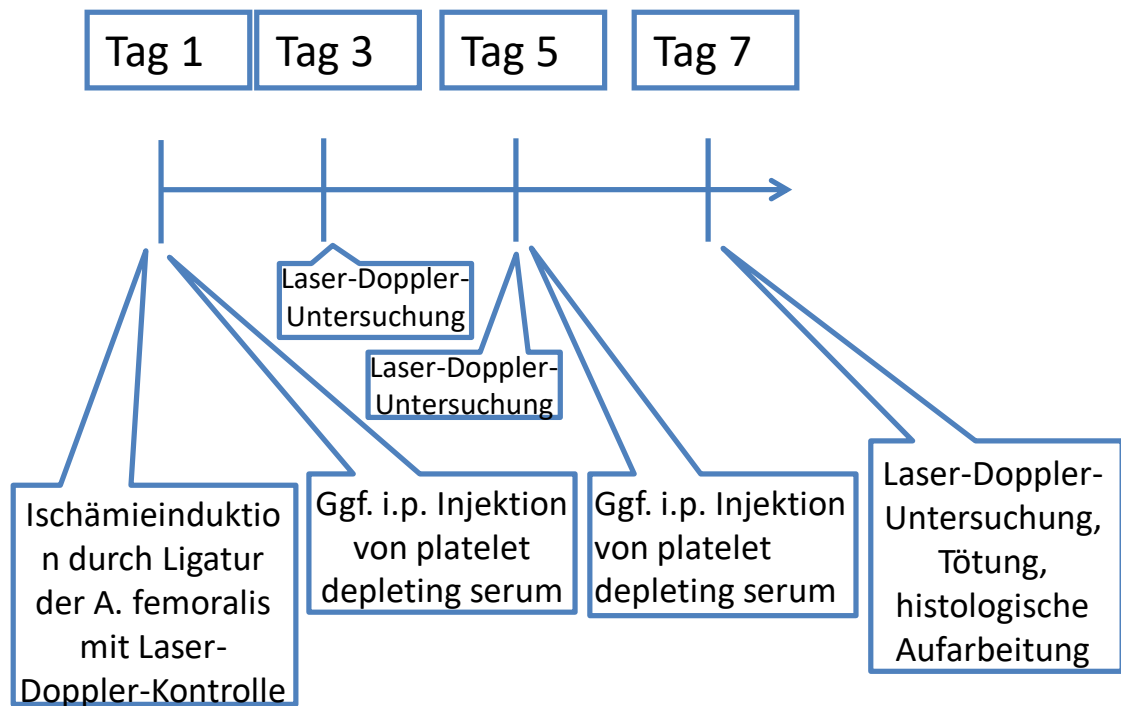 Tag 1
Tag 3
Tag 5
Tag 7
Laser-Doppler-
Untersuchung
Laser-Doppler-
Untersuchung
Ischämieinduktio
n durch Ligatur
der A. femoralis
mit Laser-
Doppler-Kontrolle
Ggf. i.p. Injektion
von platelet
depleting serum
Ggf. i.p. Injektion
von platelet
depleting serum
Laser-Doppler-
Untersuchung,
Tötung,
histologische
Aufarbeitung